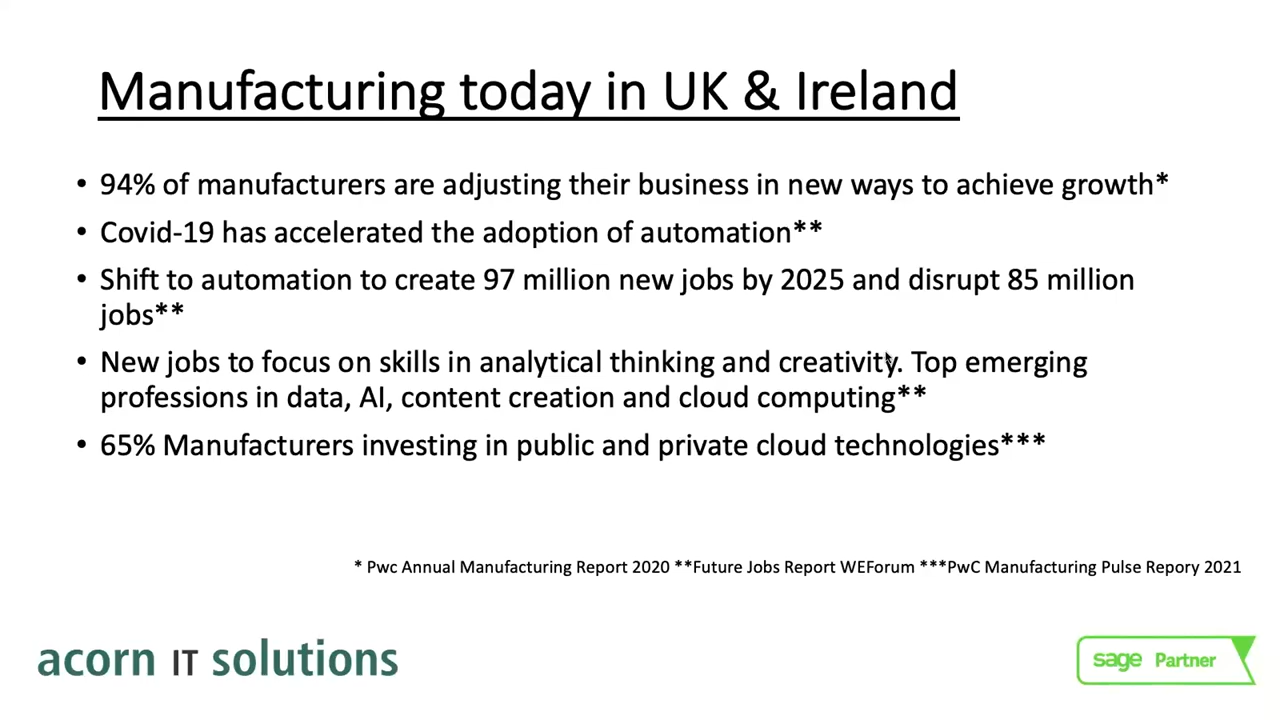 Manufacturing today in UK & Ireland
• 94% of manufacturers are adjusting their business in new ways to achieve growth*
• Covid-19 has accelerated the adoption of automation**
• Shift to automation to create 97 million new jobs by 2025 and disrupt 85 million
jobs**
• New jobs to focus on skills in analytical thinking and creativity. Top emerging
professions in data, AI, content creation and cloud computing**
• 65% Manufacturers investing in public and private cloud technologies***
* Pwc Annual Manufacturing Report 2020 **Future Jobs Report WEForum ***PwC Manufacturing Pulse Repory 2021
acorn IT solutions
sage Partner